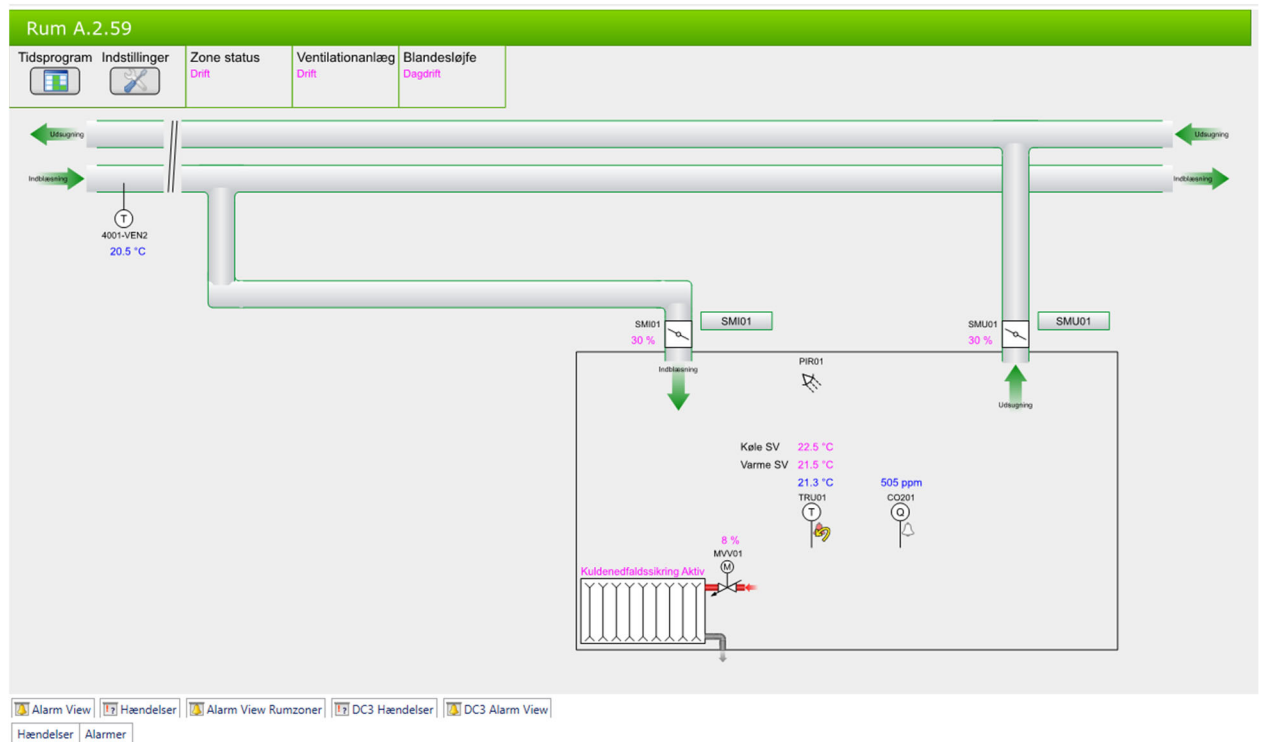 Rum A.2.59
Tidsprogram Indstillinger Zone status Ventilationanlæg Blandesløjfe
Drift Drift Dagdrift
Udsugning Udsugning
Indblæsning Indblæsning
T
4001-VEN2
20.5 °C
SMI01 SMI01 SMU01 SMU01
30 % 30 %
PIR01
Indblæsning
Udsugning
Køle SV 22.5 °C
Varme SV 21.5 °C
21.3 °C 505 ppm
TRU01 CO201
T Q
8 %
MVV01
M
Kuldenedfaldssikring Aktiv
Alarm View Hændelser Alarm View Rumzoner DC3 Hændelser DC3 Alarm View
Hændelser Alarmer